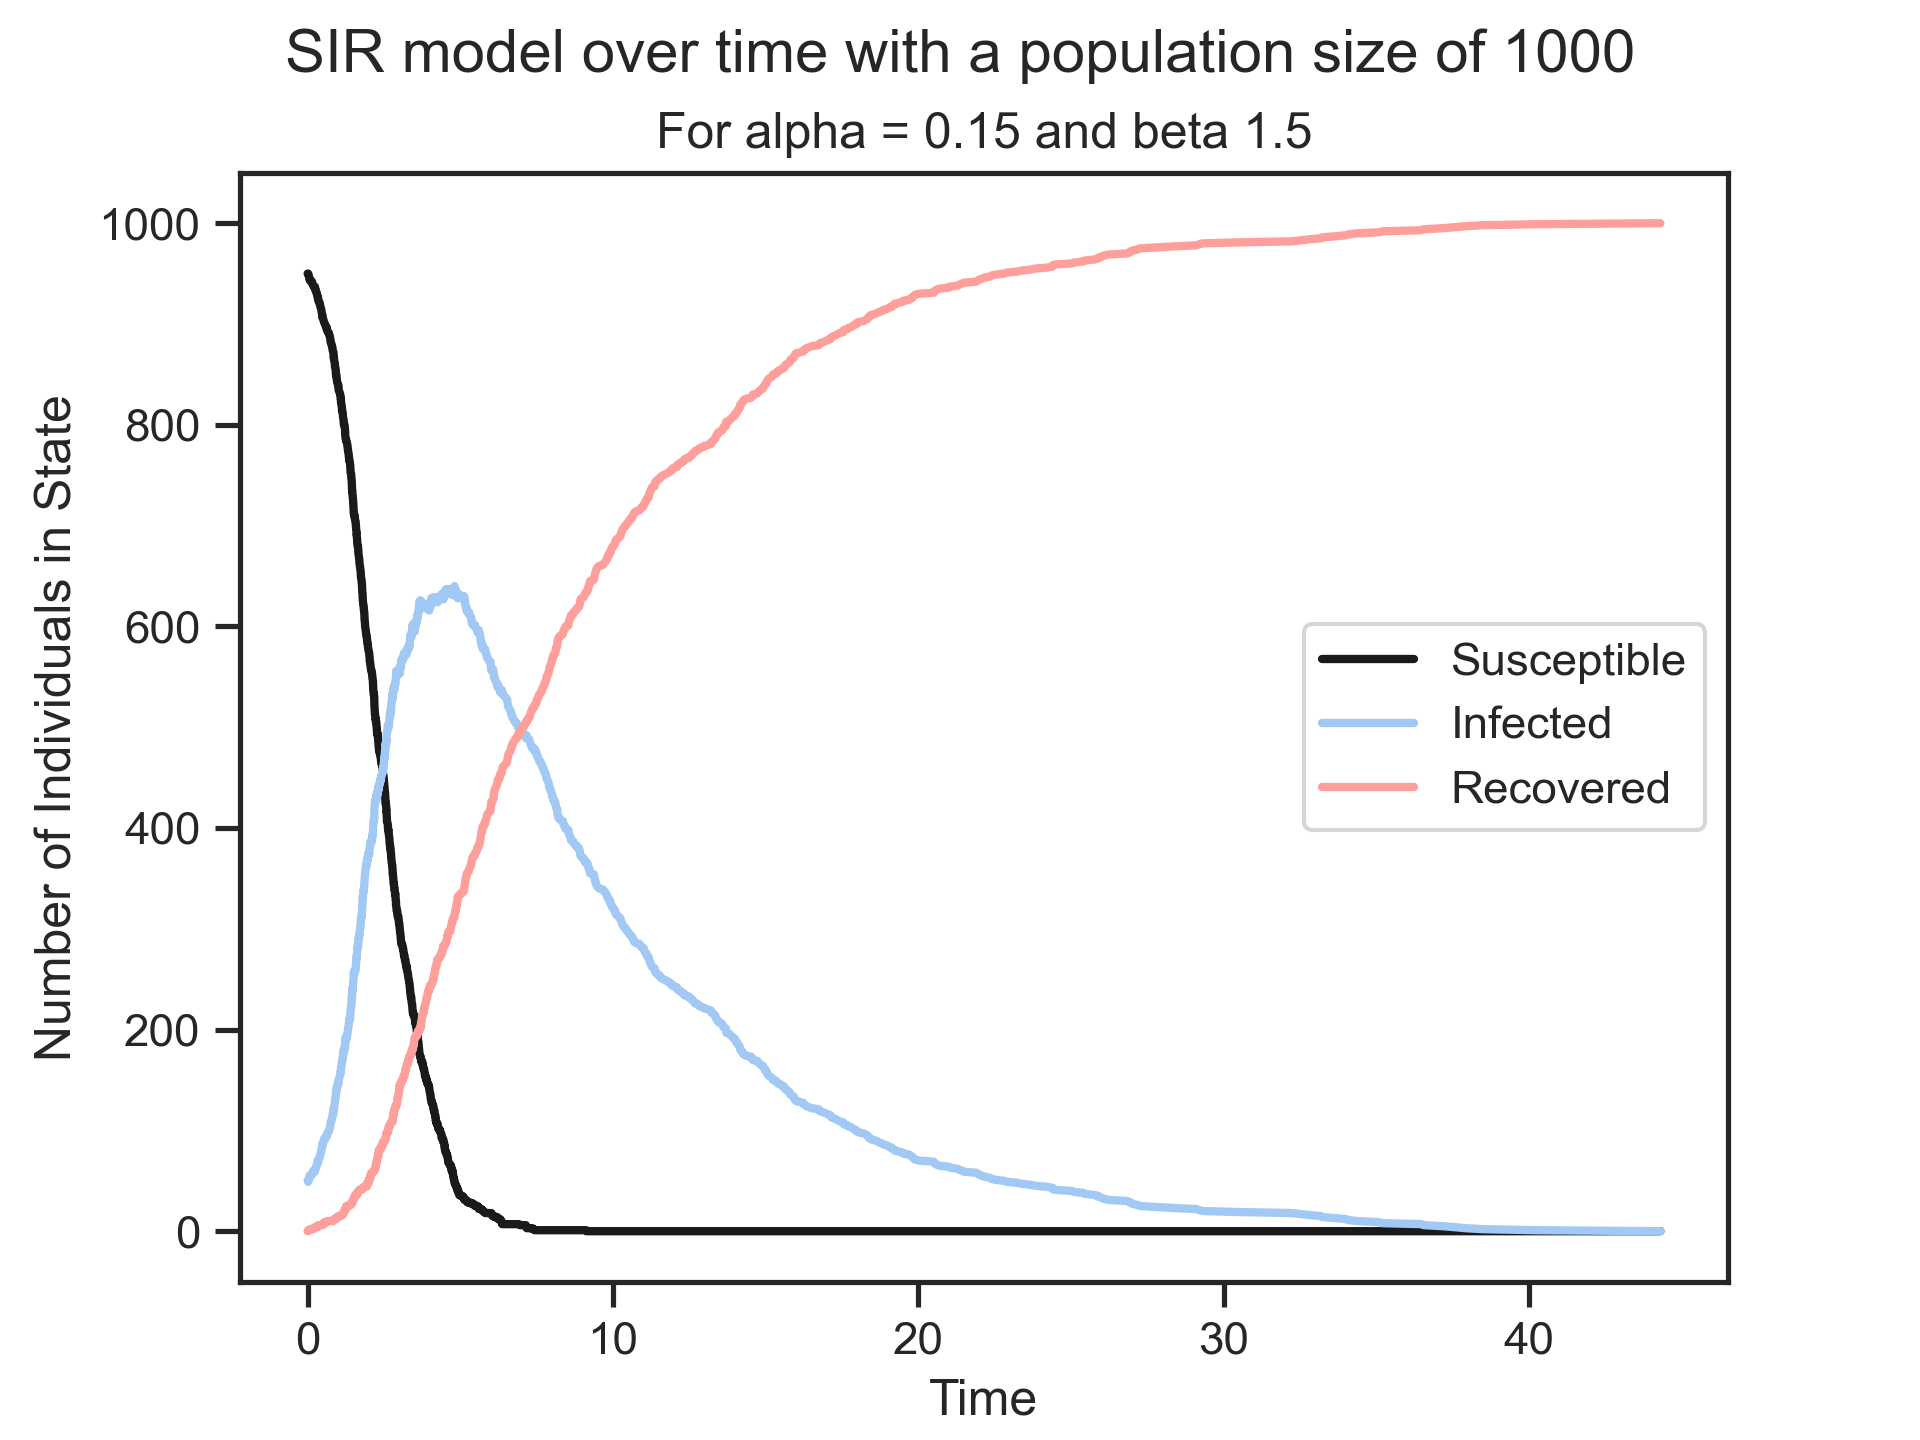 SIR model over time with a population size of 1000
For alpha = 0.15 and beta 1.5
Number of Individuals in State
1000
800
600
400
200
0
Susceptible
Infected
Recovered
0 10 20 30 40
Time